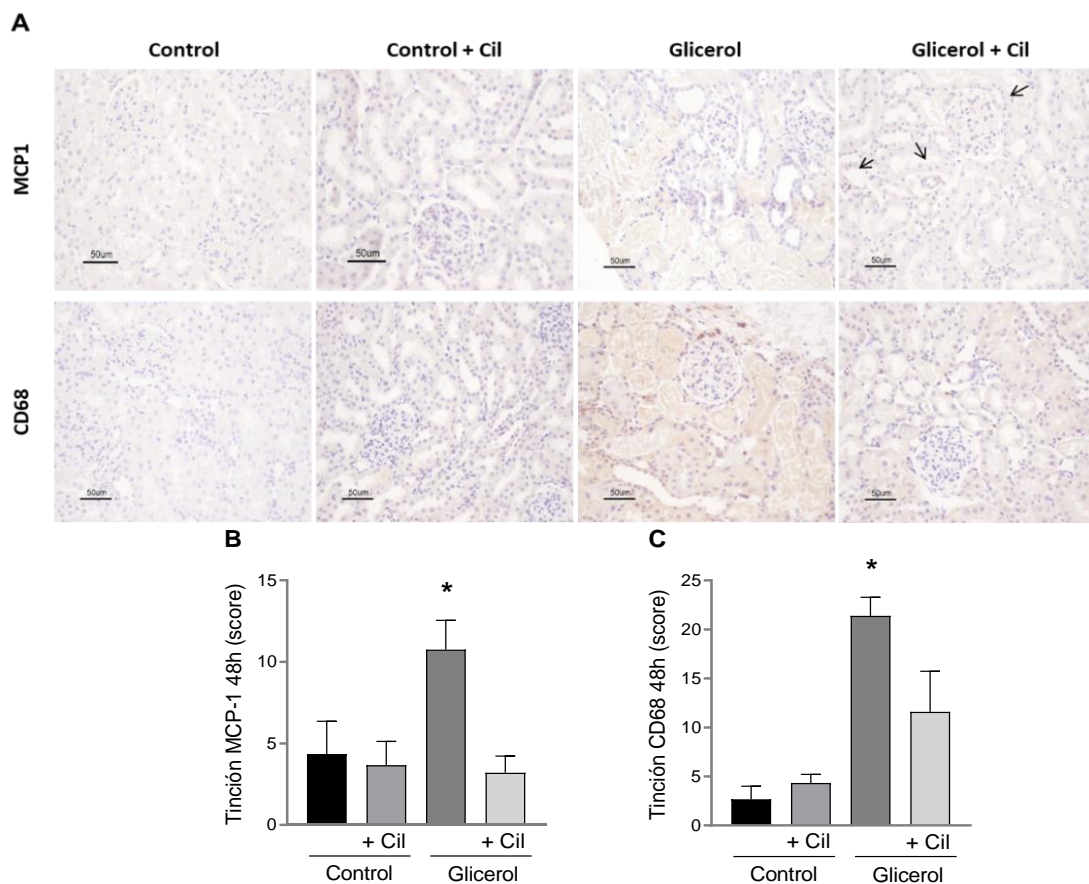 A
Control
Control + Cil
Glicerol
Glicerol + Cil
MCP1
50um
50um
50um
50um
CD68
50um
50um
50um
50um
B
Tinción MCP-1 48h (score)
15
10
5
0
*
+ Cil
+ Cil
Control
Glicerol
C
Tinción CD68 48h (score)
25
20
15
10
5
0
*
+ Cil
+ Cil
Control
Glicerol